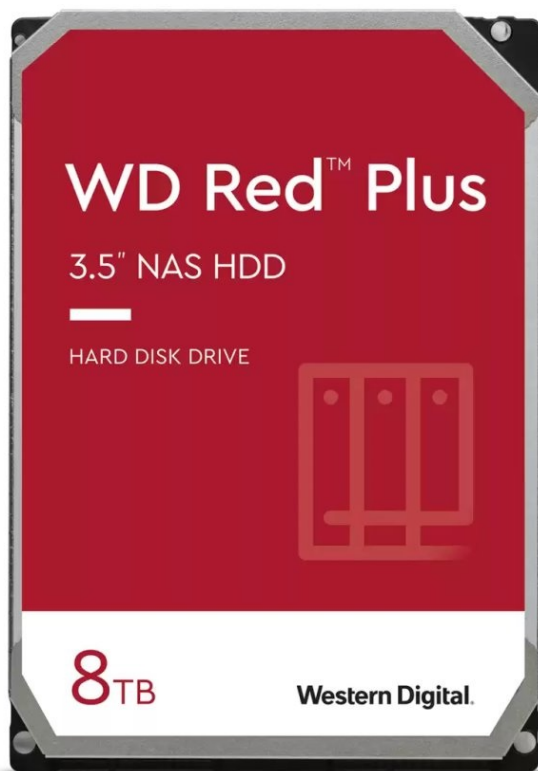 WD Red™ Plus
3.5" NAS HDD
HARD DISK DRIVE
8TB
Western Digital.